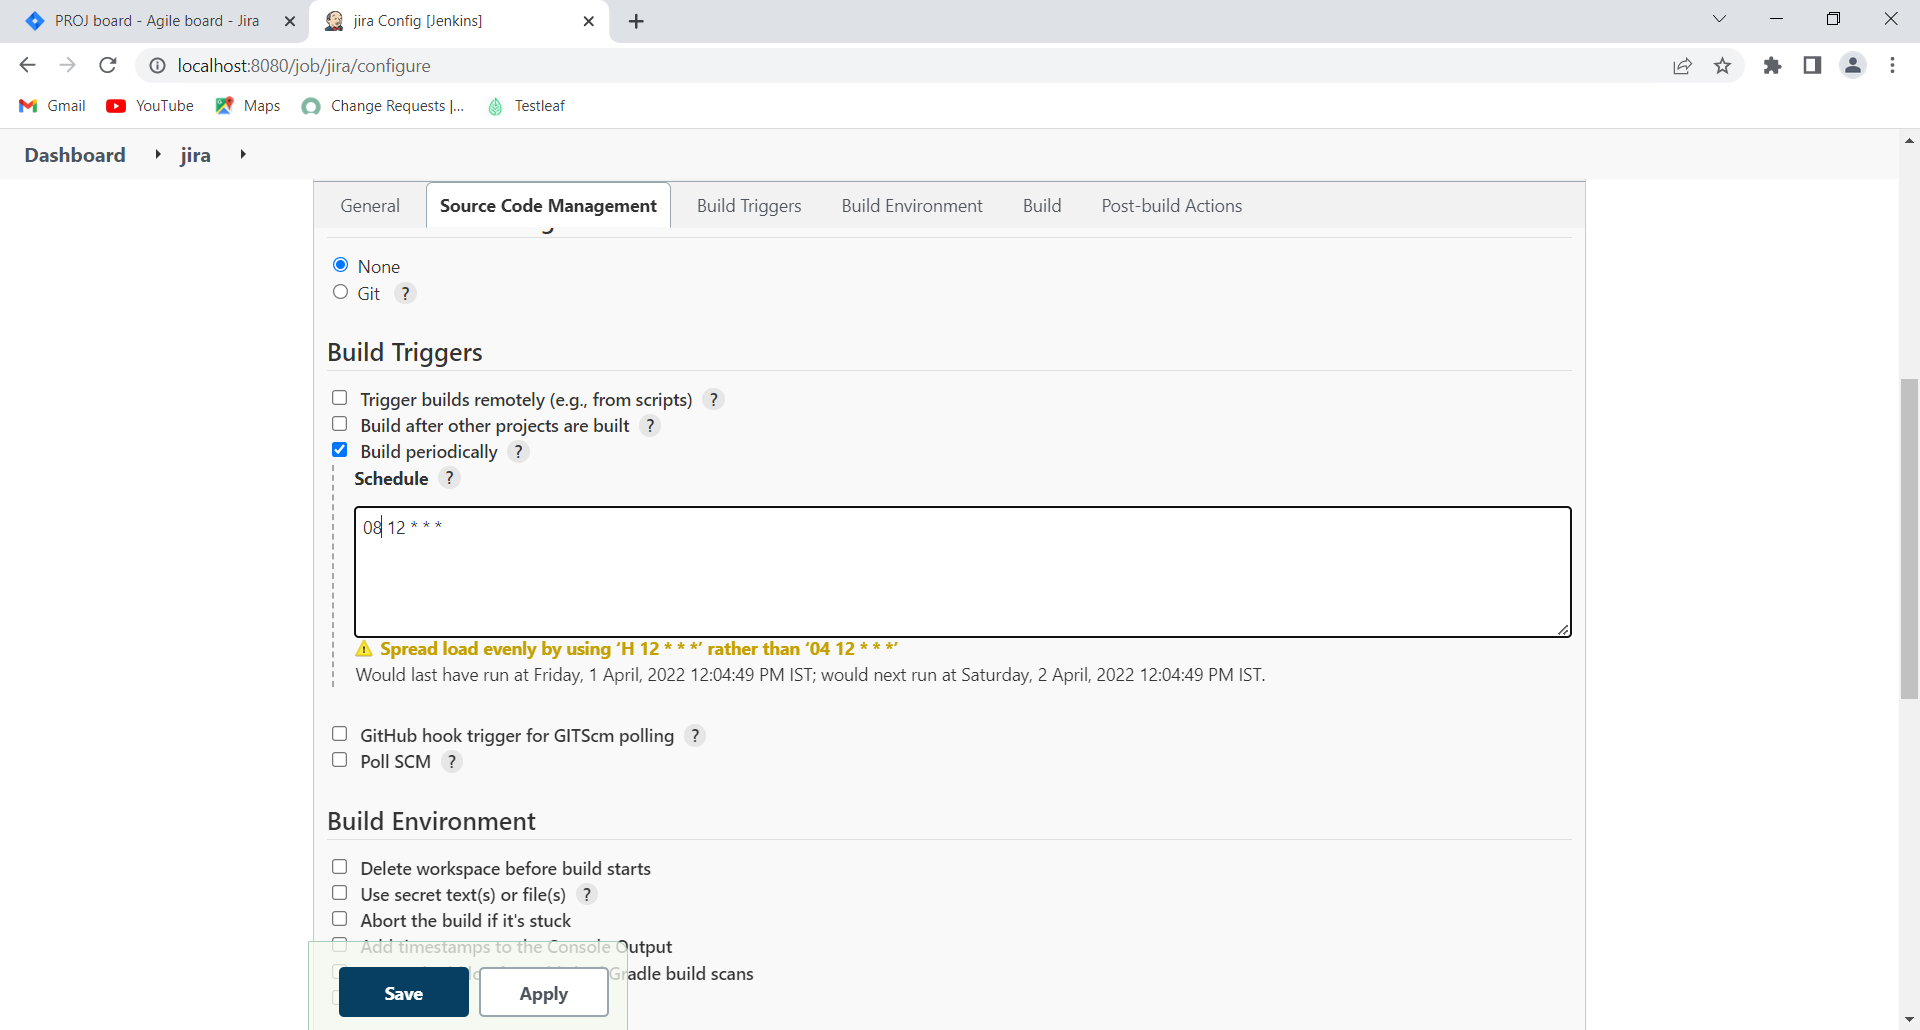 PROJ board - Agile board - Jira
jira Config [Jenkins]
localhost:8080/job/jira/configure
Gmail
YouTube
Maps
Change Requests |...
Testleaf
Dashboard
jira
General
Source Code Management
Build Triggers
Build Environment
Build
Post-build Actions
None
Git ?
Build Triggers
Trigger builds remotely (e.g., from scripts) ?
Build after other projects are built ?
Build periodically ?
Schedule ?
08 12 * * *
Spread load evenly by using ‘H 12 * * *’ rather than ‘04 12 * * *’
Would last have run at Friday, 1 April, 2022 12:04:49 PM IST; would next run at Saturday, 2 April, 2022 12:04:49 PM IST.
GitHub hook trigger for GITScm polling ?
Poll SCM ?
Build Environment
Delete workspace before build starts
Use secret text(s) or file(s) ?
Abort the build if it's stuck
Add timestamps to the Console Output
Gradle build scans
Save
Apply